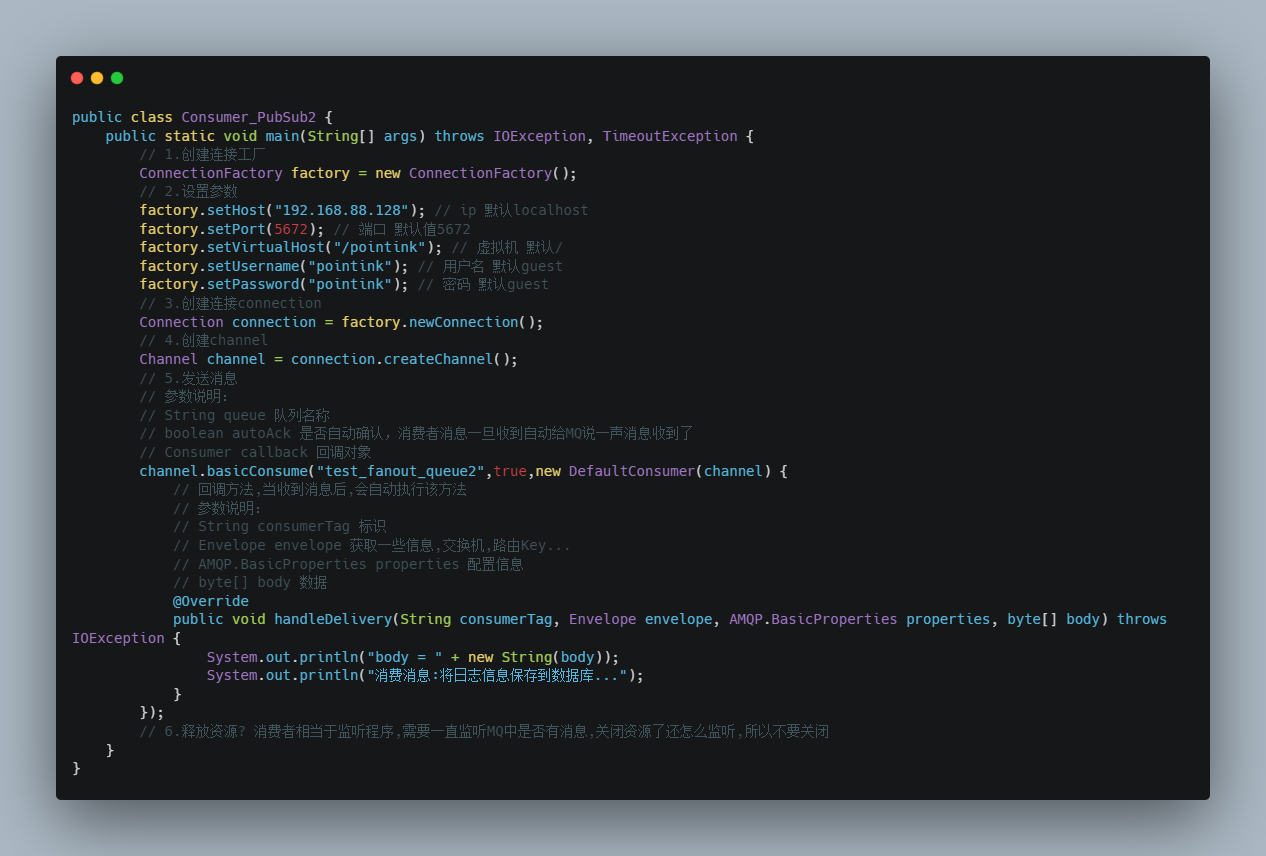 public class Consumer_PubSub2 {
    public static void main(String[] args) throws IOException, TimeoutException {
        // 1.创建连接工厂
        ConnectionFactory factory = new ConnectionFactory();
        // 2.设置参数
        factory.setHost("192.168.88.128"); // ip 默认localhost
        factory.setPort(5672); // 端口 默认值5672
        factory.setVirtualHost("/pointink"); // 虚拟机 默认/
        factory.setUsername("pointink"); // 用户名 默认guest
        factory.setPassword("pointink"); // 密码 默认guest
        // 3.创建连接connection
        Connection connection = factory.newConnection();
        // 4.创建channel
        Channel channel = connection.createChannel();
        // 5.发送消息
        // 参数说明:
        // String queue 队列名称
        // boolean autoAck 是否自动确认，消费者消息一旦收到自动给MQ说一声消息收到了
        // Consumer callback 回调对象
        channel.basicConsume("test_fanout_queue2",true,new DefaultConsumer(channel) {
            // 回调方法,当收到消息后,会自动执行该方法
            // 参数说明:
            // String consumerTag 标识
            // Envelope envelope 获取一些信息,交换机,路由Key...
            // AMQP.BasicProperties properties 配置信息
            // byte[] body 数据
            @Override
            public void handleDelivery(String consumerTag, Envelope envelope, AMQP.BasicProperties properties, byte[] body) throws
IOException {
                System.out.println("body = " + new String(body));
                System.out.println("消费消息:将日志信息保存到数据库...");
            }
        });
        // 6.释放资源? 消费者相当于监听程序,需要一直监听MQ中是否有消息,关闭资源了还怎么监听,所以不要关闭
    }
}